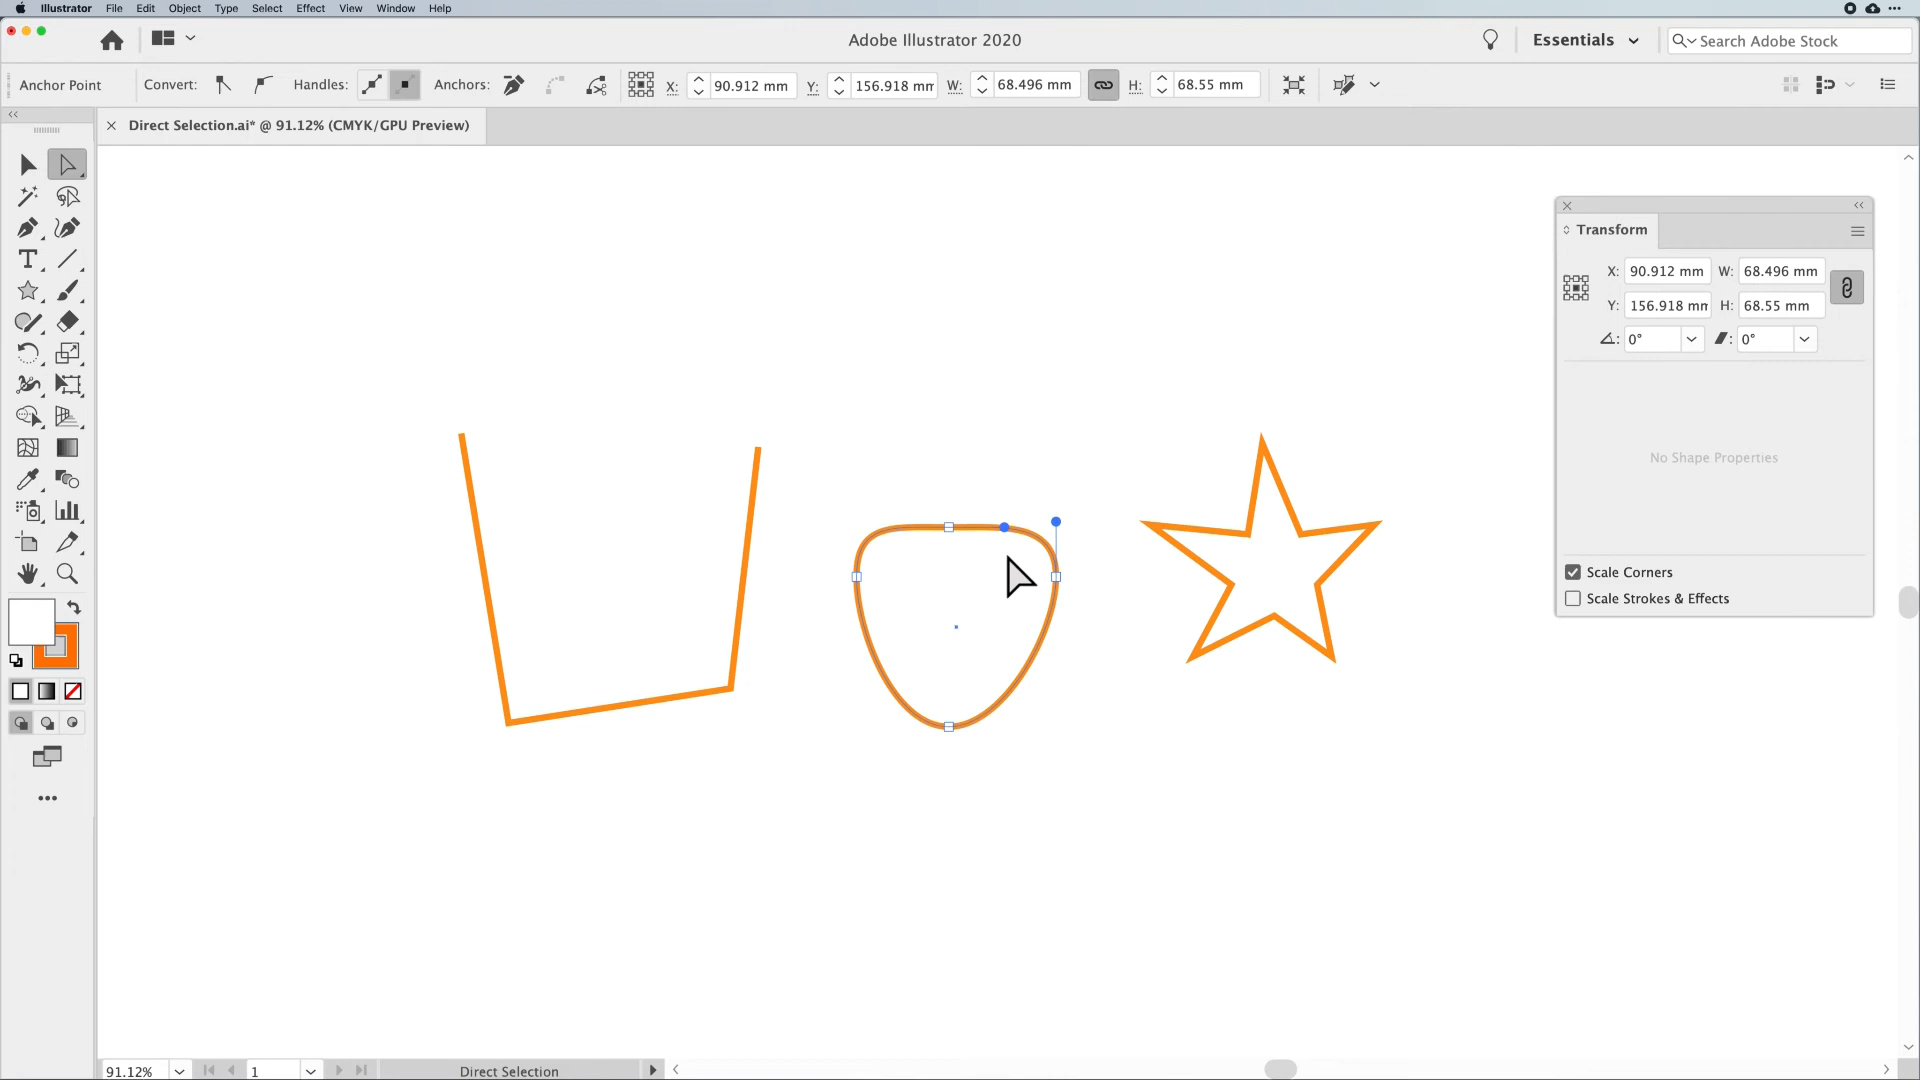 Illustrator File Edit Object Type Select Effect View Window Help
Adobe Illustrator 2020
Essentials
Search Adobe Stock
Anchor Point
Convert:
Handles:
Anchors:
X: 90.912 mm
Y: 156.918 mm
W: 68.496 mm
H: 68.55 mm
Direct Selection.ai* @ 91.12% (CMYK/GPU Preview)
Transform
X: 90.912 mm W: 68.496 mm
Y: 156.918 mm H: 68.55 mm
0° 0°
No Shape Properties
Scale Corners
Scale Strokes & Effects
91.12%
1
Direct Selection